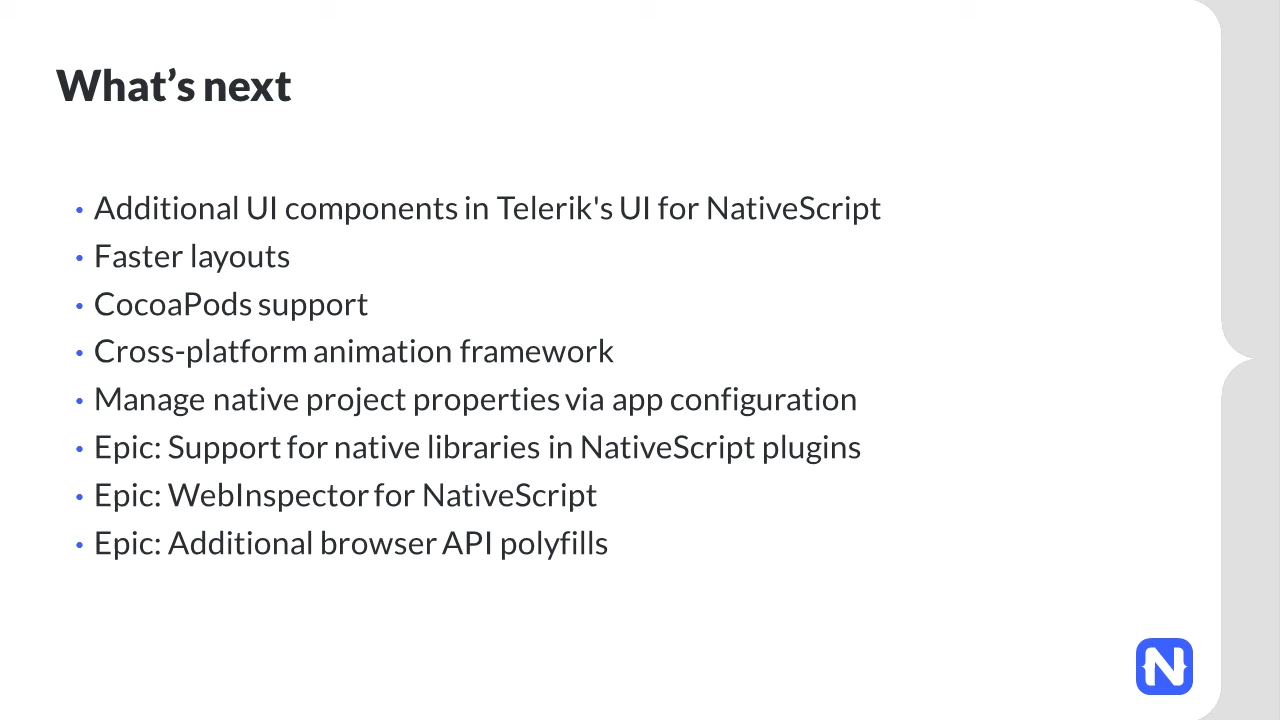 What’s next
• Additional UI components in Telerik's UI for NativeScript
• Faster layouts
• CocoaPods support
• Cross-platform animation framework
• Manage native project properties via app configuration
• Epic: Support for native libraries in NativeScript plugins
• Epic: WebInspector for NativeScript
• Epic: Additional browser API polyfills
N